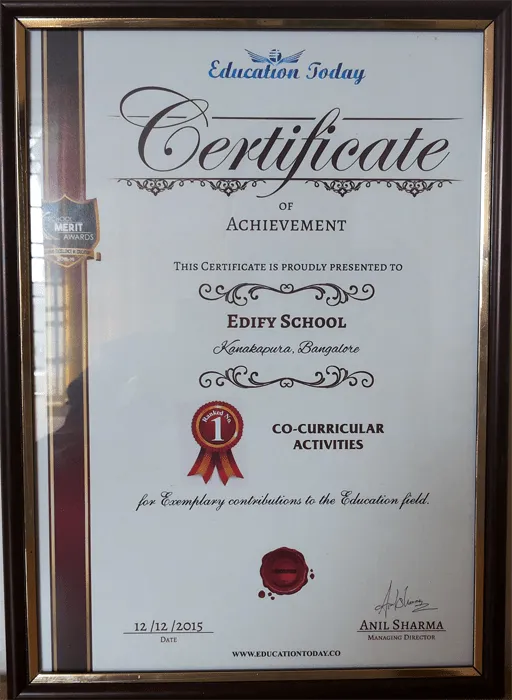 Education Today
Certificate
OF
ACHIEVEMENT
SCHOOL
MERIT
AWARDS
THIS CERTIFICATE IS PROUDLY PRESENTED TO
EDIFY SCHOOL
Kanakapura, Bangalore
Ranked No.
1
CO-CURRICULAR
ACTIVITIES
for Exemplary contributions to the Education field.
12/12/2015
DATE
ANIL SHARMA
MANAGING DIRECTOR
WWW.EDUCATIONTODAY.CO